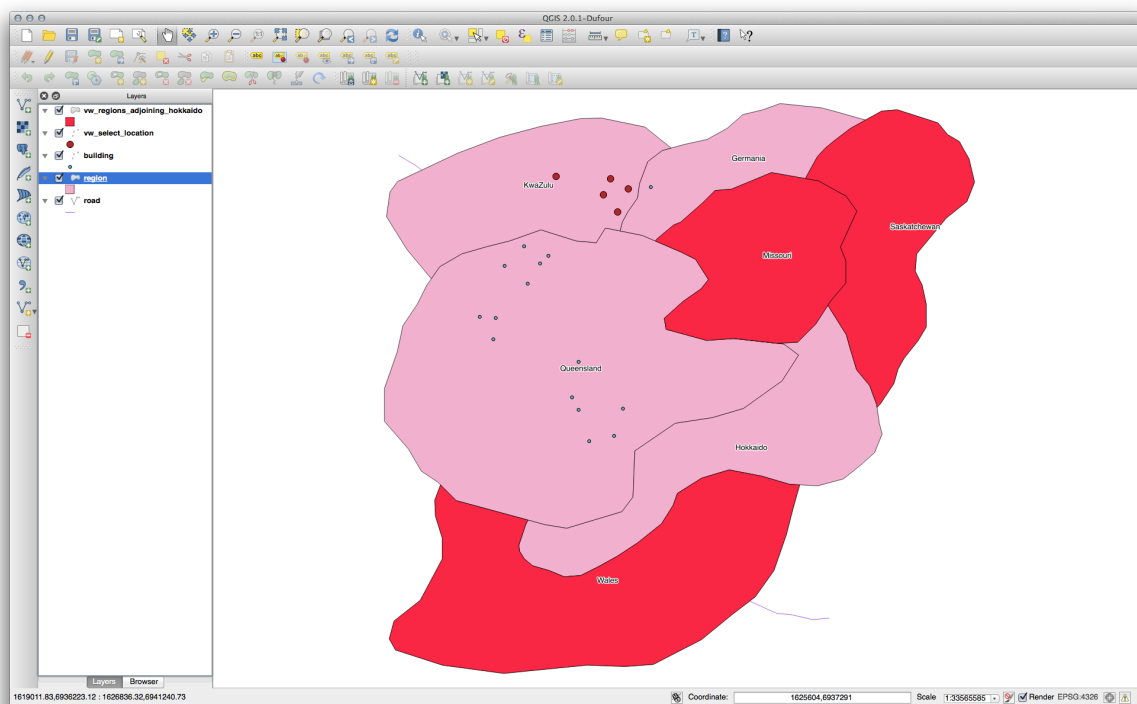 QGIS 2.0.1-Dufour
Layers
vw_regions_adjoining_hokkaido
vw_select_location
building
region
road
KwaZulu
Germania
Saskatchewan
Missouri
Queensland
Hokkaido
Wales
Layers Browser
1619011.83,6936223.12 : 1626836.32,6941240.73
Coordinate: 1625604,6937291 Scale 1:33565585 Render EPSG:4326